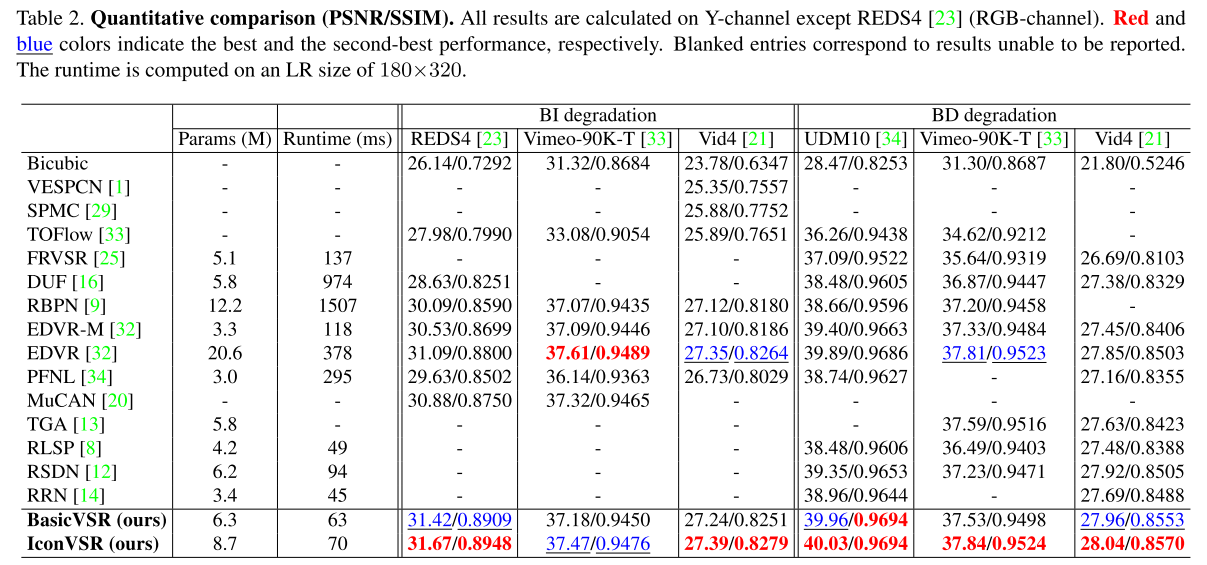 Table 2. Quantitative comparison (PSNR/SSIM). All results are calculated on Y-channel except REDS4 [23] (RGB-channel). Red and
blue colors indicate the best and the second-best performance, respectively. Blanked entries correspond to results unable to be reported.
The runtime is computed on an LR size of 180×320.
BI degradation BD degradation
Params (M) Runtime (ms) REDS4 [23] Vimeo-90K-T [33] Vid4 [21] UDM10 [34] Vimeo-90K-T [33] Vid4 [21]
Bicubic - - 26.14/0.7292 31.32/0.8684 23.78/0.6347 28.47/0.8253 31.30/0.8687 21.80/0.5246
VESPCN [1] - - - - 25.35/0.7557 - - -
SPMC [29] - - - - 25.88/0.7752 - - -
TOFlow [33] - - 27.98/0.7990 33.08/0.9054 25.89/0.7651 36.26/0.9438 34.62/0.9212 -
FRVSR [25] 5.1 137 - - - 37.09/0.9522 35.64/0.9319 26.69/0.8103
DUF [16] 5.8 974 28.63/0.8251 - - 38.48/0.9605 36.87/0.9447 27.38/0.8329
RBPN [9] 12.2 1507 30.09/0.8590 37.07/0.9435 27.12/0.8180 38.66/0.9596 37.20/0.9458 -
EDVR-M [32] 3.3 118 30.53/0.8699 37.09/0.9446 27.10/0.8186 39.40/0.9663 37.33/0.9484 27.45/0.8406
EDVR [32] 20.6 378 31.09/0.8800 37.61/0.9489 27.35/0.8264 39.89/0.9686 37.81/0.9523 27.85/0.8503
PFNL [34] 3.0 295 29.63/0.8502 36.14/0.9363 26.73/0.8029 38.74/0.9627 - 27.16/0.8355
MuCAN [20] - - 30.88/0.8750 37.32/0.9465 - - - -
TGA [13] 5.8 - - - - - 37.59/0.9516 27.63/0.8423
RLSP [8] 4.2 49 - - - 38.48/0.9606 36.49/0.9403 27.48/0.8388
RSDN [12] 6.2 94 - - - 39.35/0.9653 37.23/0.9471 27.92/0.8505
RRN [14] 3.4 45 - - - 38.96/0.9644 - 27.69/0.8488
BasicVSR (ours) 6.3 63 31.42/0.8909 37.18/0.9450 27.24/0.8251 39.96/0.9694 37.53/0.9498 27.96/0.8553
IconVSR (ours) 8.7 70 31.67/0.8948 37.47/0.9476 27.39/0.8279 40.03/0.9694 37.84/0.9524 28.04/0.8570